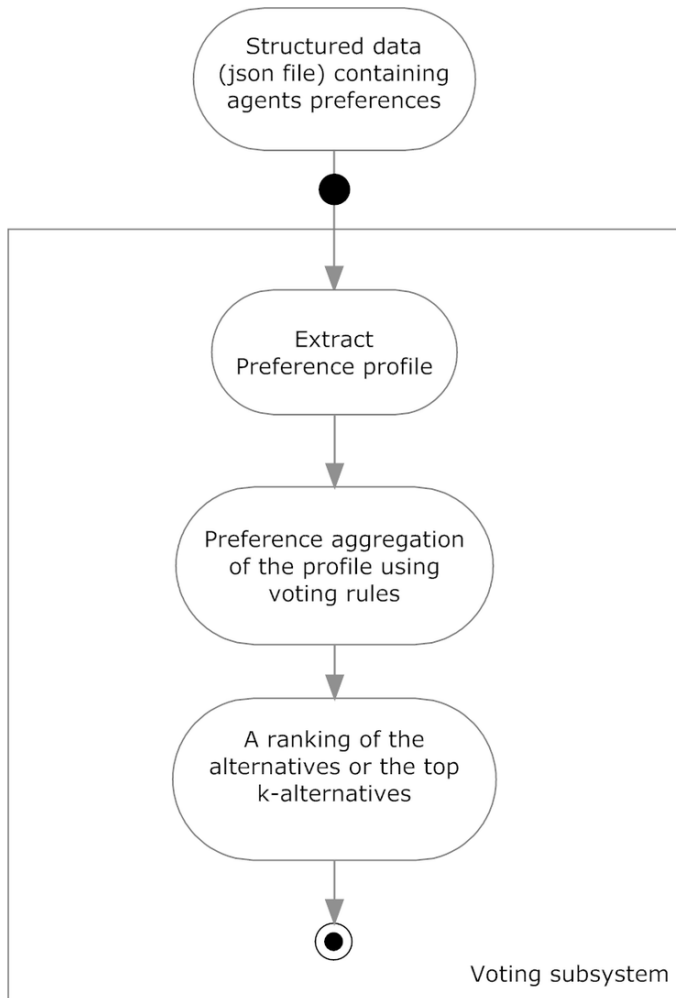 Structured data
(json file) containing
agents preferences
Extract
Preference profile
Preference aggregation
of the profile using
voting rules
A ranking of the
alternatives or the top
k-alternatives
Voting subsystem